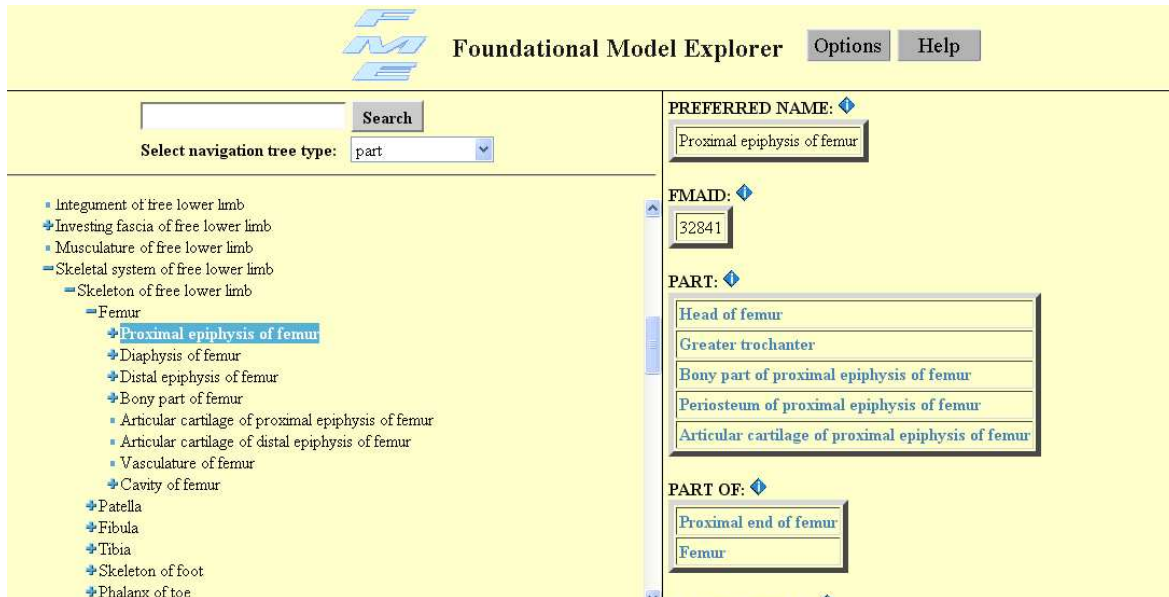 FME
Foundational Model Explorer
Options
Help
Search
Select navigation tree type: part
Integument of free lower limb
Investing fascia of free lower limb
Musculature of free lower limb
Skeletal system of free lower limb
Skeleton of free lower limb
Femur
Proximal epiphysis of femur
Diaphysis of femur
Distal epiphysis of femur
Bony part of femur
Articular cartilage of proximal epiphysis of femur
Articular cartilage of distal epiphysis of femur
Vasculature of femur
Cavity of femur
Patella
Fibula
Tibia
Skeleton of foot
Phalanx of toe
PREFERRED NAME:
Proximal epiphysis of femur
FMAID:
32841
PART:
Head of femur
Greater trochanter
Bony part of proximal epiphysis of femur
Periosteum of proximal epiphysis of femur
Articular cartilage of proximal epiphysis of femur
PART OF:
Proximal end of femur
Femur